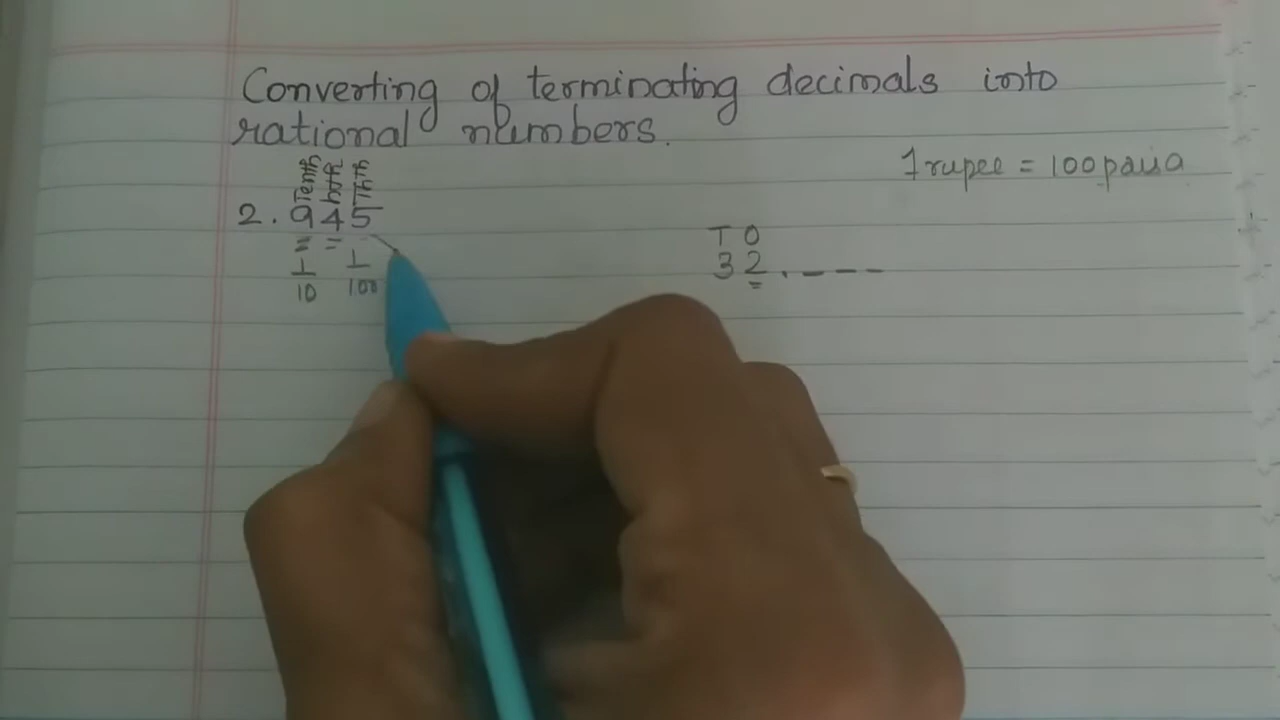 Converting of terminating decimals into
rational numbers.
1 rupee = 100 paisa
Tenth
2.945
T O
32.---
1 1
10 100